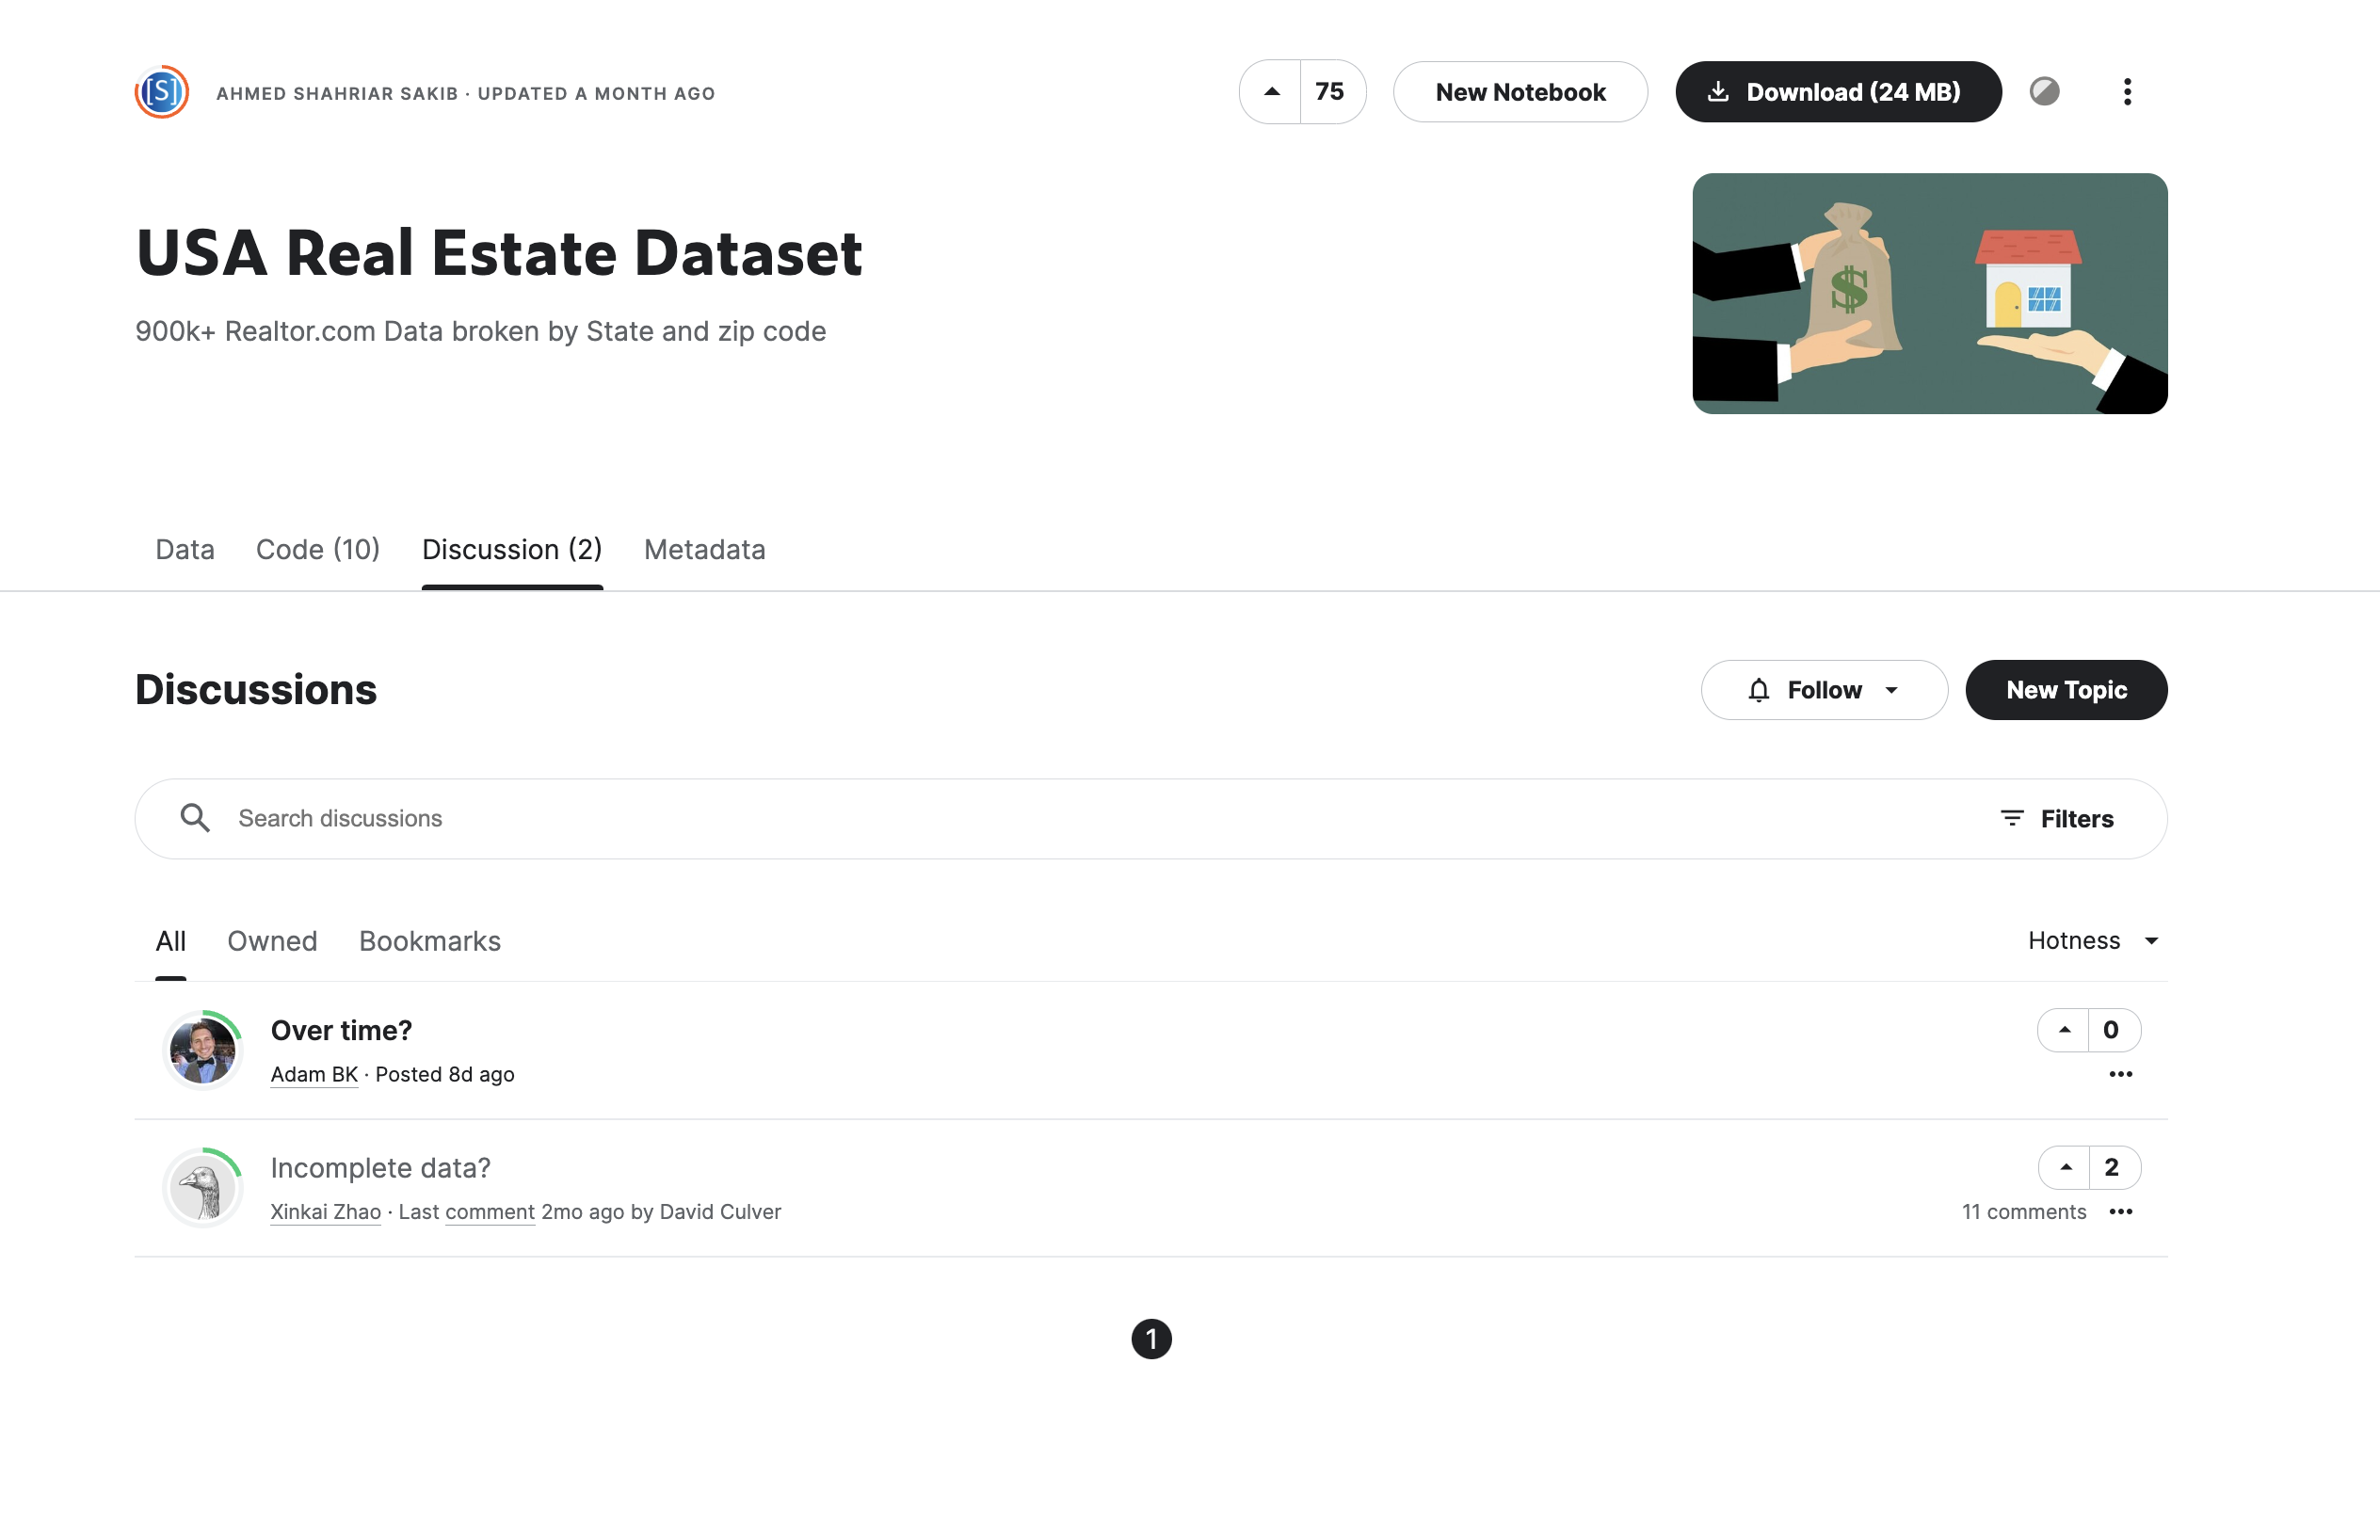 [S]
AHMED SHAHRIAR SAKIB · UPDATED A MONTH AGO
75
New Notebook
Download (24 MB)
USA Real Estate Dataset
900k+ Realtor.com Data broken by State and zip code
$
Data
Code (10)
Discussion (2)
Metadata
Discussions
Follow
New Topic
Search discussions
Filters
All
Owned
Bookmarks
Hotness
Over time?
0
Adam BK · Posted 8d ago
Incomplete data?
2
Xinkai Zhao · Last comment 2mo ago by David Culver
11 comments
1